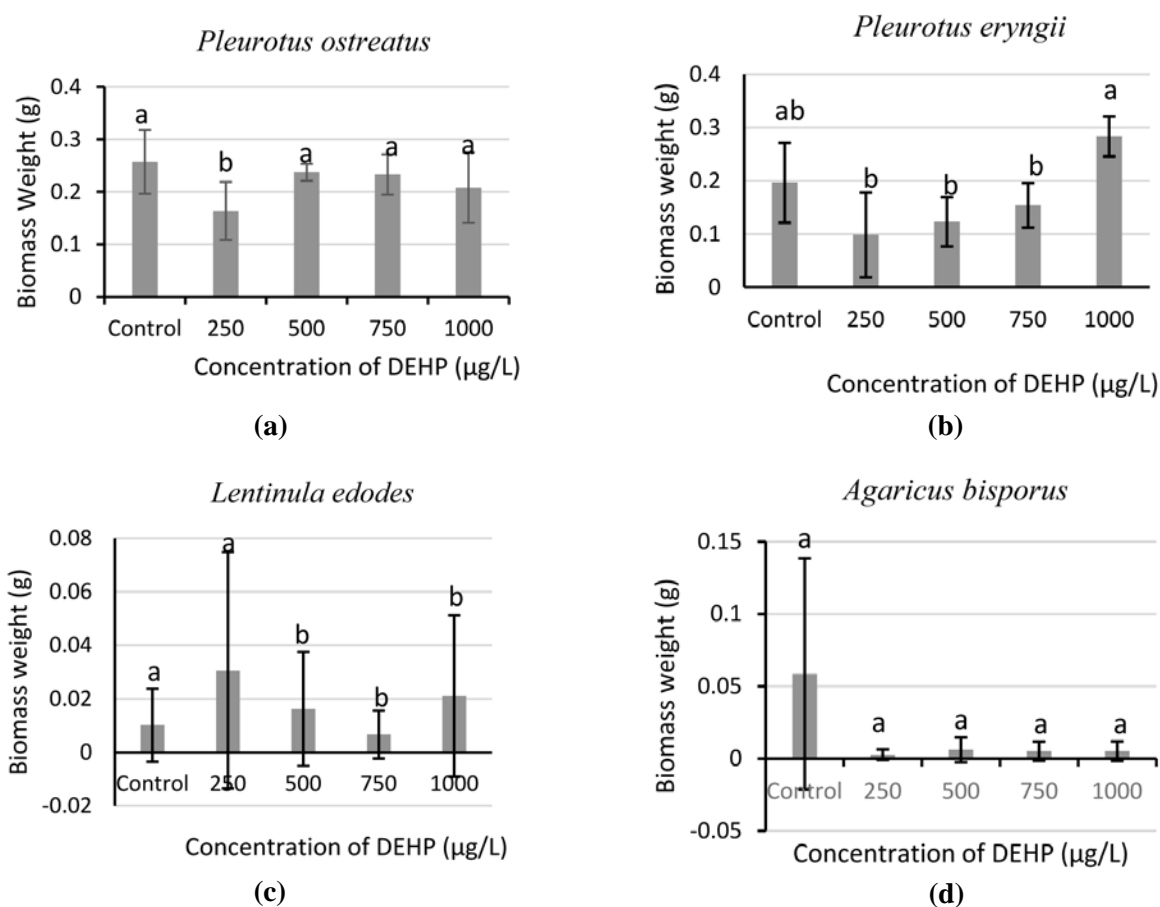 Pleurotus ostreatus
Biomass Weight (g)
0.4
0.3
0.2
0.1
0
a
b
a
a
a
Control 250 500 750 1000
Concentration of DEHP (µg/L)
(a)
Pleurotus eryngii
Biomass weight (g)
0.4
0.3
0.2
0.1
0
ab
b
b
b
a
Control 250 500 750 1000
Concentration of DEHP (µg/L)
(b)
Lentinula edodes
Biomass weight (g)
0.08
0.06
0.04
0.02
0
-0.02
a
a
b
b
b
Control 250 500 750 1000
Concentration of DEHP (µg/L)
(c)
Agaricus bisporus
Biomass weight (g)
0.15
0.1
0.05
0
-0.05
a
a
a
a
a
Control 250 500 750 1000
Concentration of DEHP (µg/L)
(d)